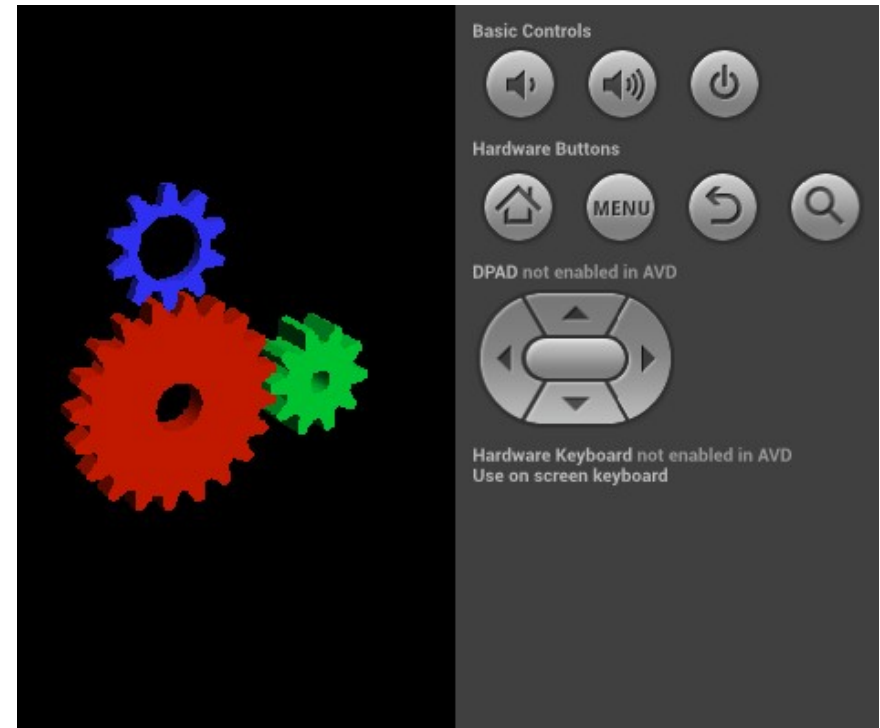 Basic Controls
Hardware Buttons
MENU
DPAD not enabled in AVD
Hardware Keyboard not enabled in AVD
Use on screen keyboard